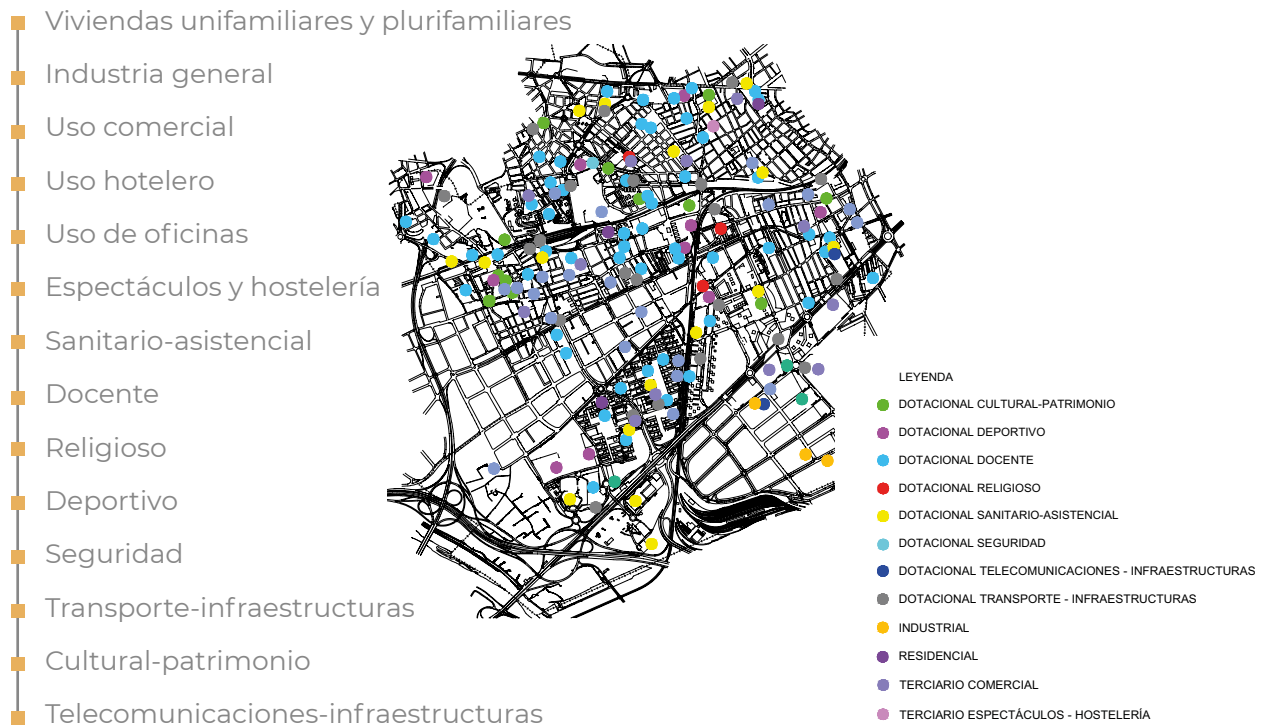 Viviendas unifamiliares y plurifamiliares
Industria general
Uso comercial
Uso hotelero
Uso de oficinas
Espectáculos y hostelería
Sanitario-asistencial
Docente
Religioso
Deportivo
Seguridad
Transporte-infraestructuras
Cultural-patrimonio
Telecomunicaciones-infraestructuras
LEYENDA
DOTACIONAL CULTURAL-PATRIMONIO
DOTACIONAL DEPORTIVO
DOTACIONAL DOCENTE
DOTACIONAL RELIGIOSO
DOTACIONAL SANITARIO-ASISTENCIAL
DOTACIONAL SEGURIDAD
DOTACIONAL TELECOMUNICACIONES - INFRAESTRUCTURAS
DOTACIONAL TRANSPORTE - INFRAESTRUCTURAS
INDUSTRIAL
RESIDENCIAL
TERCIARIO COMERCIAL
TERCIARIO ESPECTÁCULOS - HOSTELERÍA